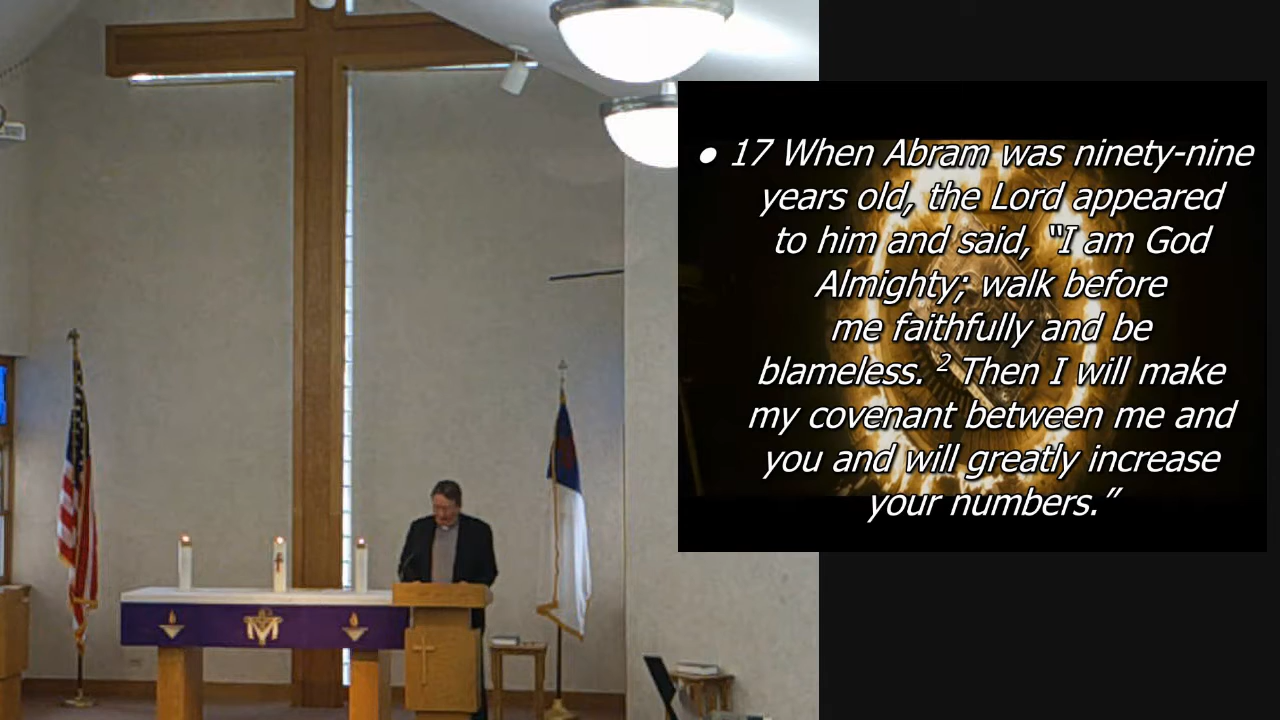 • 17 When Abram was ninety-nine
years old, the Lord appeared
to him and said, “I am God
Almighty; walk before
me faithfully and be
blameless. ² Then I will make
my covenant between me and
you and will greatly increase
your numbers.”